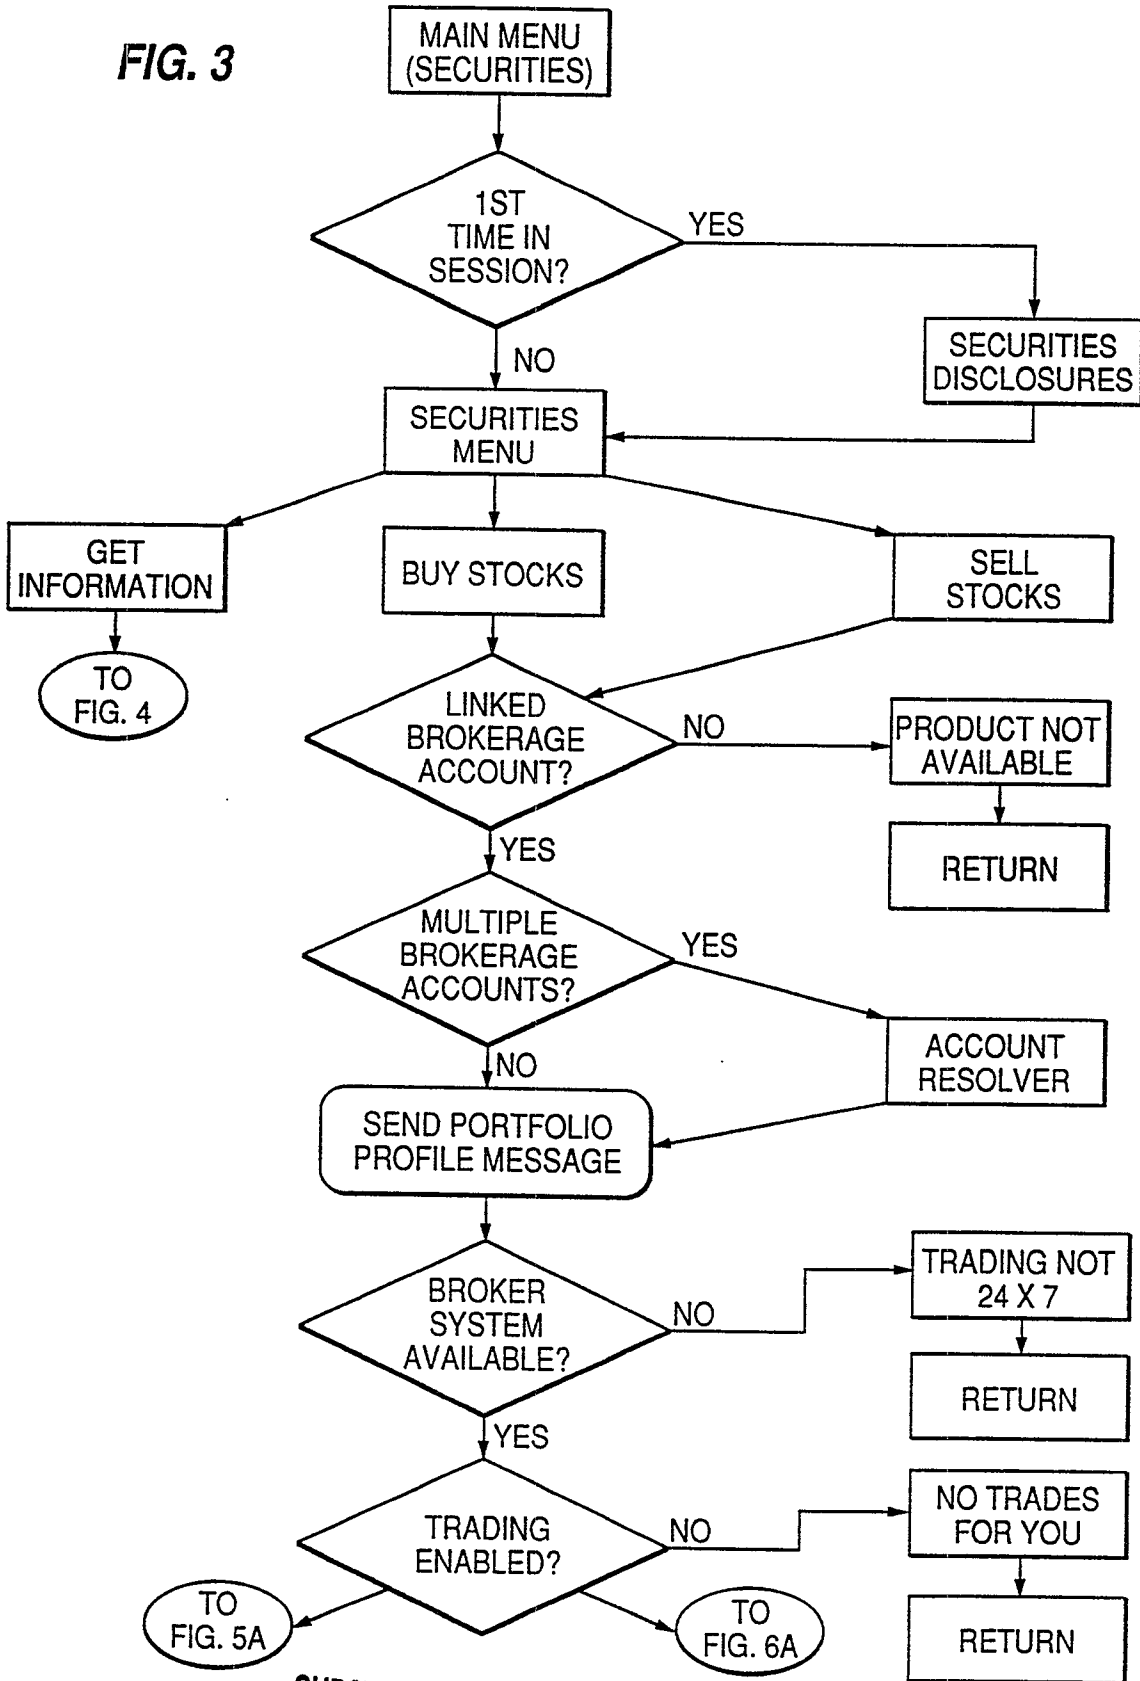 FIG. 3
MAIN MENU
(SECURITIES)
1ST
TIME IN
SESSION?
YES
NO
SECURITIES
DISCLOSURES
SECURITIES
MENU
GET
INFORMATION
BUY STOCKS
SELL
STOCKS
TO
FIG. 4
LINKED
BROKERAGE
ACCOUNT?
NO
PRODUCT NOT
AVAILABLE
YES
RETURN
MULTIPLE
BROKERAGE
ACCOUNTS?
YES
NO
ACCOUNT
RESOLVER
SEND PORTFOLIO
PROFILE MESSAGE
BROKER
SYSTEM
AVAILABLE?
NO
TRADING NOT
24 X 7
YES
RETURN
TRADING
ENABLED?
NO
NO TRADES
FOR YOU
TO
FIG. 5A
TO
FIG. 6A
RETURN